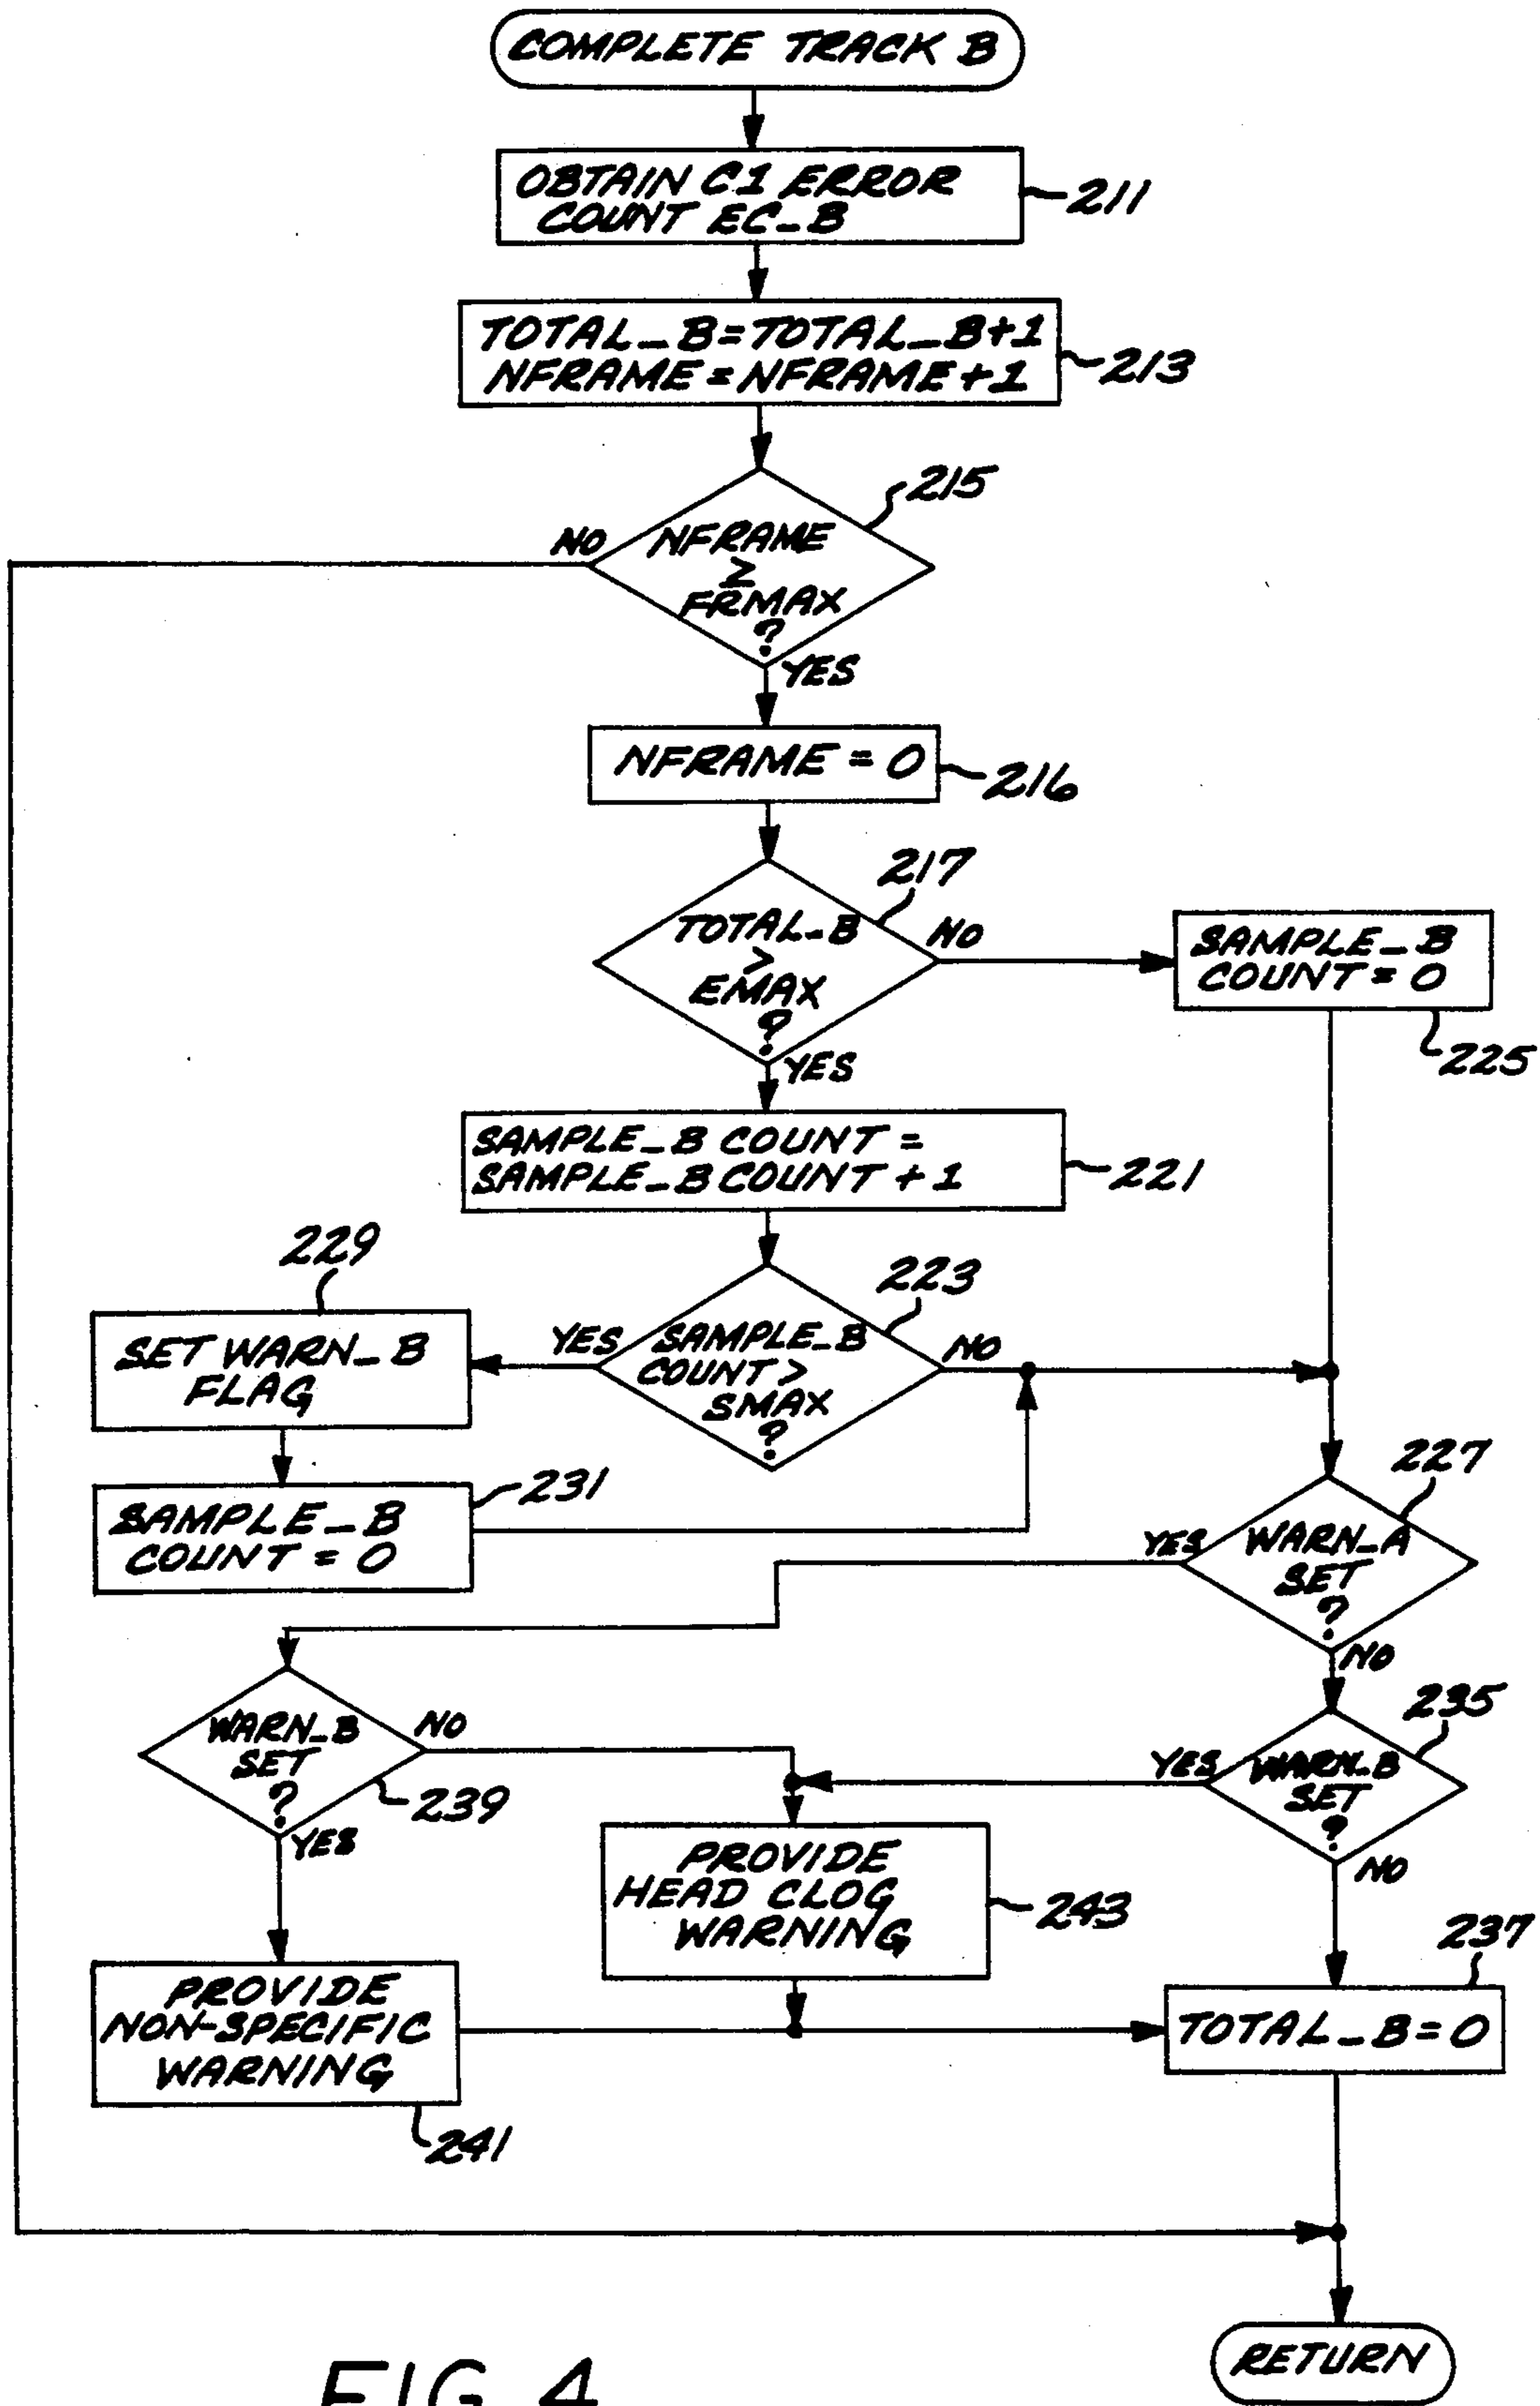 COMPLETE TRACK B
OBTAIN C1 ERROR
COUNT EC_B
211
TOTAL_B=TOTAL_B+1
NFRAME=NFRAME+1
213
215
NO
NFRAME
≥
FRMAX
?
YES
NFRAME = 0
216
217
TOTAL_B
>
EMAX
?
NO
YES
SAMPLE_B
COUNT = 0
225
SAMPLE_B COUNT =
SAMPLE_B COUNT + 1
221
229
223
SET WARN_B
FLAG
YES
SAMPLE_B
COUNT >
SMAX
?
NO
231
SAMPLE_B
COUNT = 0
227
YES
WARN_A
SET
?
NO
235
WARN_B
SET
?
NO
239
YES
YES
WARN_B
SET
?
NO
PROVIDE
HEAD CLOG
WARNING
243
237
PROVIDE
NON-SPECIFIC
WARNING
241
TOTAL_B=0
RETURN
FIG. 4